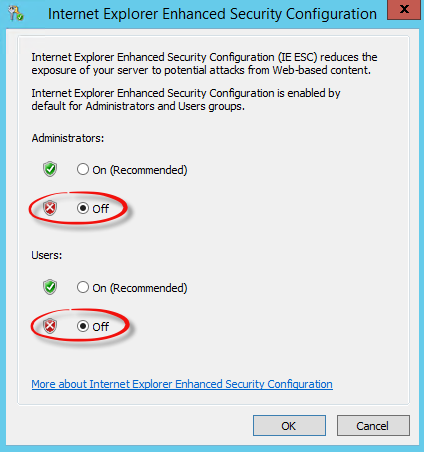 Internet Explorer Enhanced Security Configuration
x
Internet Explorer Enhanced Security Configuration (IE ESC) reduces the
exposure of your server to potential attacks from Web-based content.
Internet Explorer Enhanced Security Configuration is enabled by
default for Administrators and Users groups.
Administrators:
On (Recommended)
Off
Users:
On (Recommended)
Off
More about Internet Explorer Enhanced Security Configuration
OK Cancel